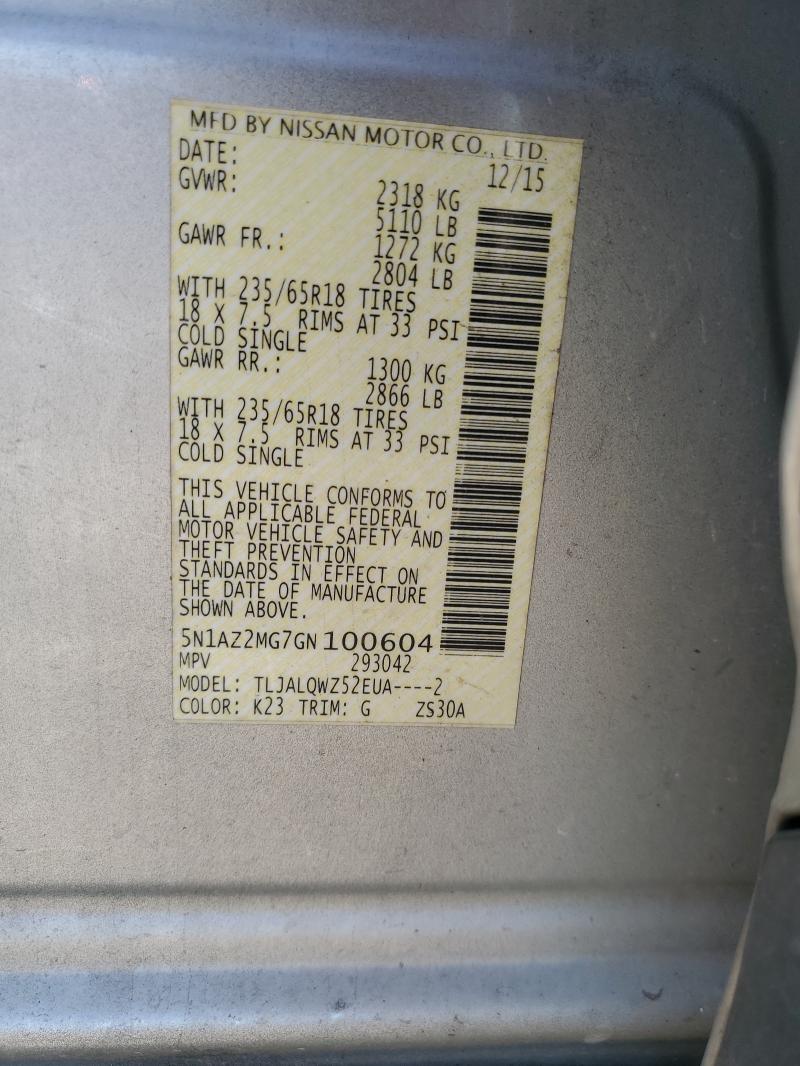 MFD BY NISSAN MOTOR CO., LTD.
DATE: 12/15
GVWR: 2318 KG
5110 LB
GAWR FR.: 1272 KG
2804 LB
WITH 235/65R18 TIRES
18 X 7.5 RIMS AT 33 PSI
COLD SINGLE
GAWR RR.: 1300 KG
2866 LB
WITH 235/65R18 TIRES
18 X 7.5 RIMS AT 33 PSI
COLD SINGLE
THIS VEHICLE CONFORMS TO
ALL APPLICABLE FEDERAL
MOTOR VEHICLE SAFETY AND
THEFT PREVENTION
STANDARDS IN EFFECT ON
THE DATE OF MANUFACTURE
SHOWN ABOVE.
5N1AZ2MG7GN100604
MPV 293042
MODEL: TLJALQWZ52EUA----2
COLOR: K23 TRIM: G ZS30A